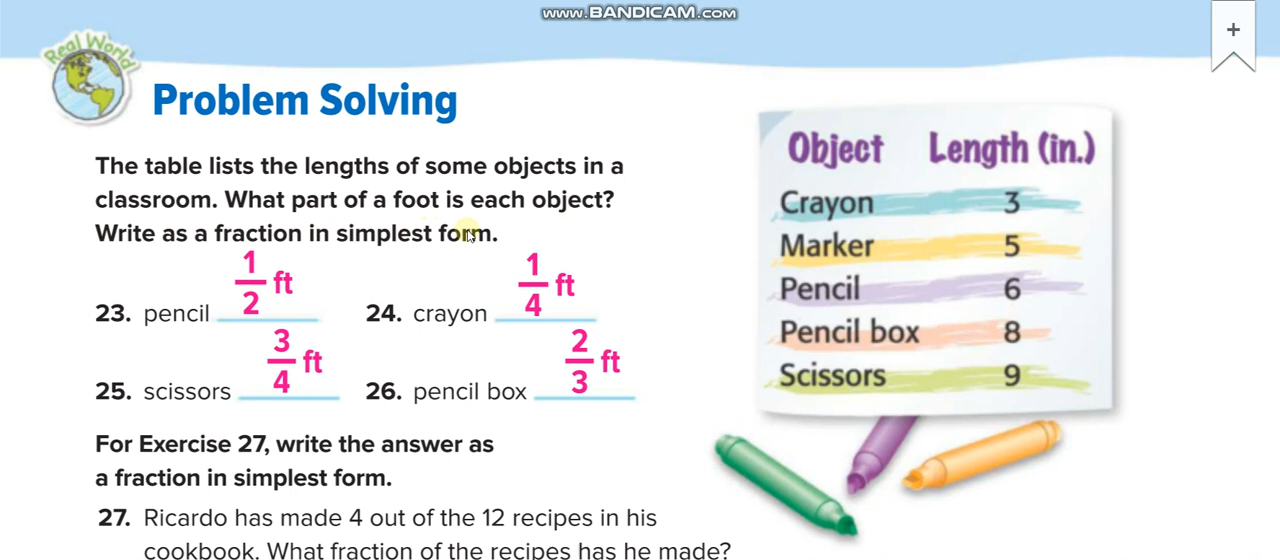 www.BANDICAM.com
+
Real World
Problem Solving
The table lists the lengths of some objects in a
classroom. What part of a foot is each object?
Write as a fraction in simplest form.
23. pencil 1/2 ft 24. crayon 1/4 ft
25. scissors 3/4 ft 26. pencil box 2/3 ft
For Exercise 27, write the answer as
a fraction in simplest form.
27. Ricardo has made 4 out of the 12 recipes in his
cookbook. What fraction of the recipes has he made?
Object Length (in.)
Crayon 3
Marker 5
Pencil 6
Pencil box 8
Scissors 9